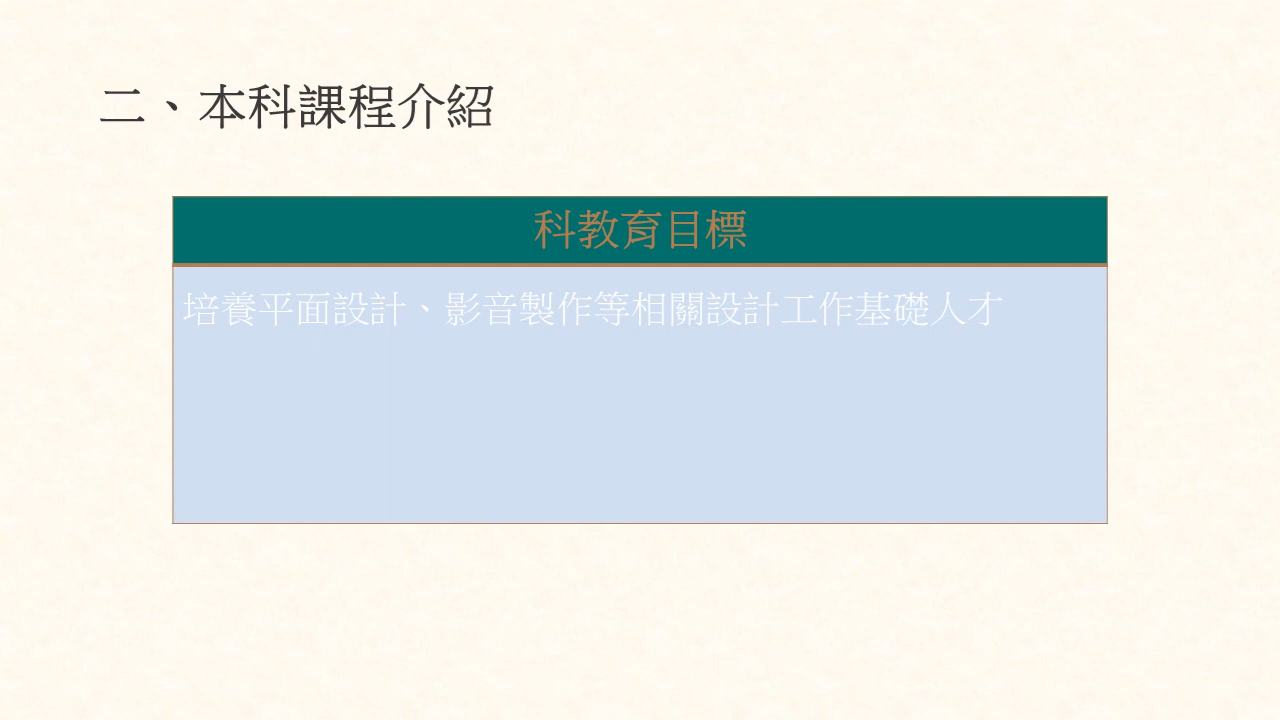 二、本科課程介紹
科教育目標
培養平面設計、影音製作等相關設計工作基礎人才